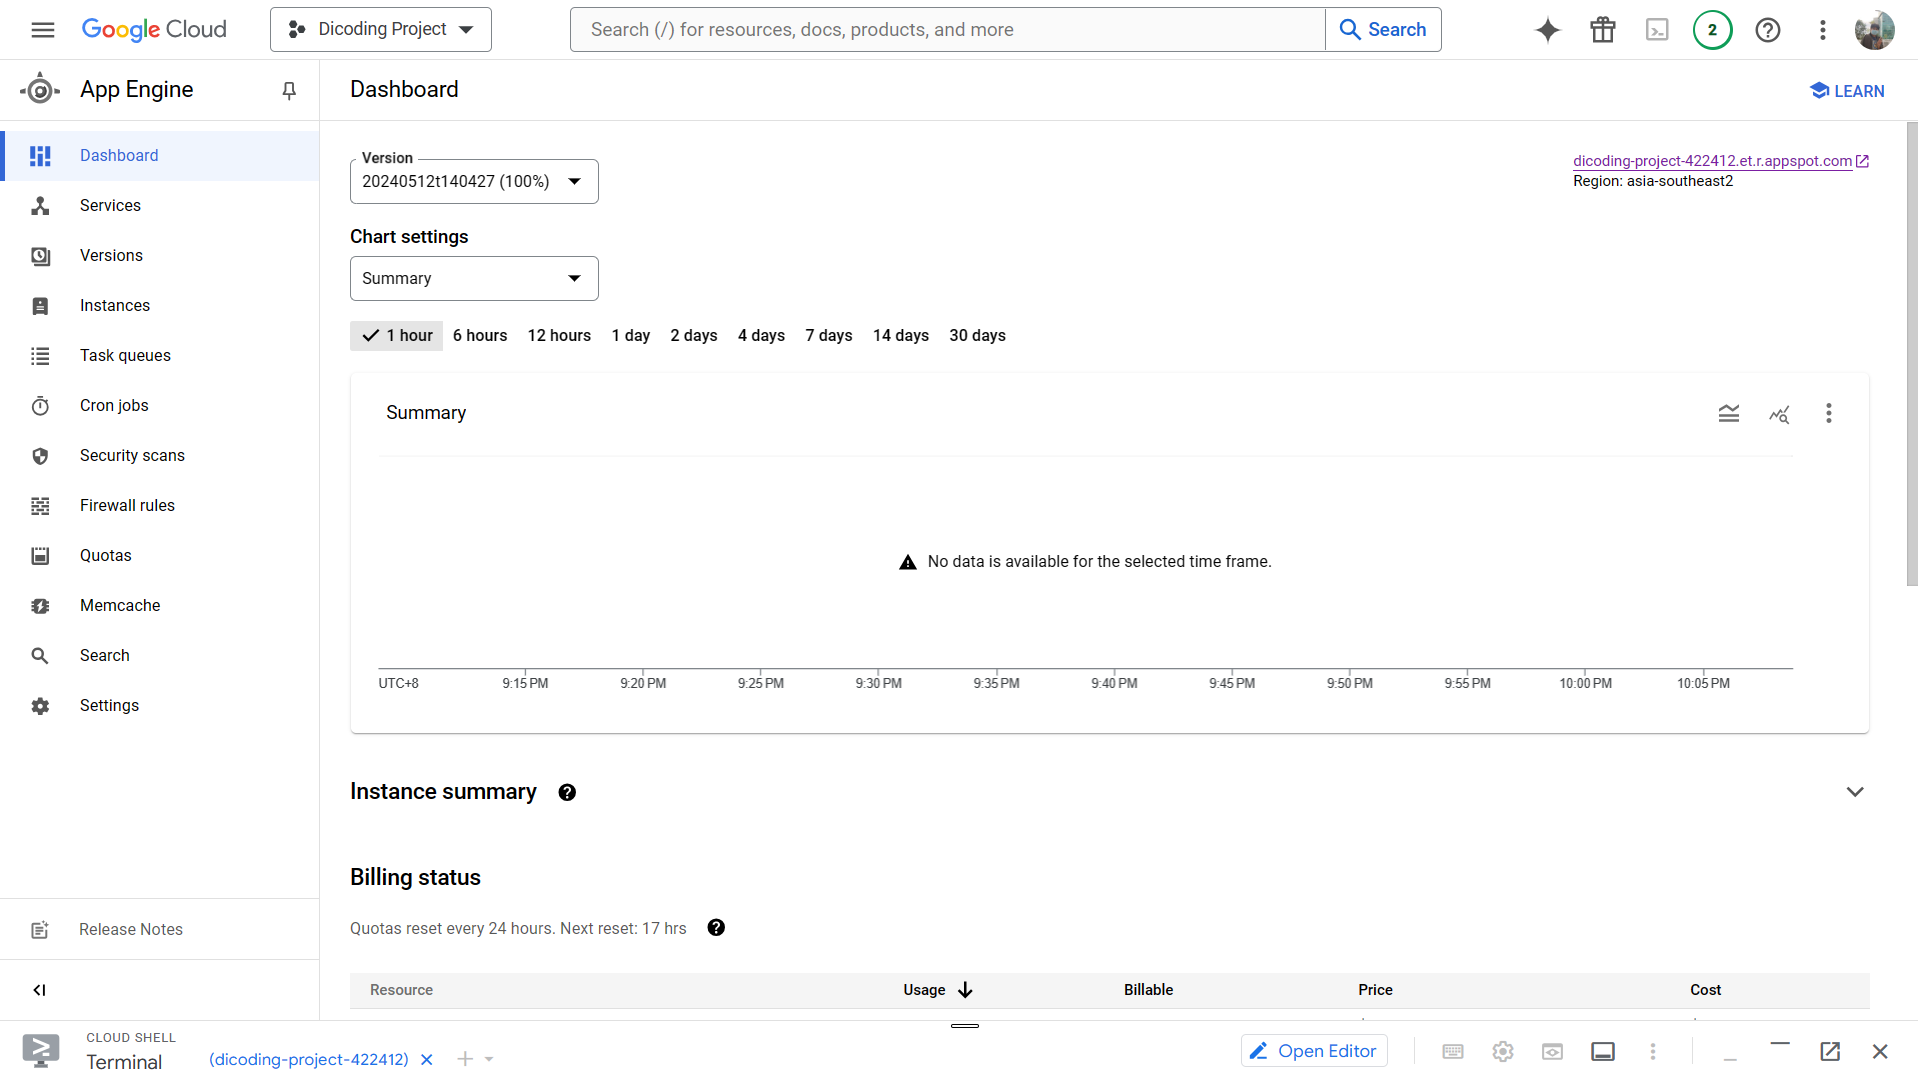 Google Cloud
Dicoding Project
Search (/) for resources, docs, products, and more
Search
2
App Engine
Dashboard
LEARN
Dashboard
Services
Versions
Instances
Task queues
Cron jobs
Security scans
Firewall rules
Quotas
Memcache
Search
Settings
Release Notes
Version
20240512t140427 (100%)
dicoding-project-422412.et.r.appspot.com
Region: asia-southeast2
Chart settings
Summary
1 hour 6 hours 12 hours 1 day 2 days 4 days 7 days 14 days 30 days
Summary
No data is available for the selected time frame.
UTC+8 9:15 PM 9:20 PM 9:25 PM 9:30 PM 9:35 PM 9:40 PM 9:45 PM 9:50 PM 9:55 PM 10:00 PM 10:05 PM
Instance summary
Billing status
Quotas reset every 24 hours. Next reset: 17 hrs
Resource Usage Billable Price Cost
CLOUD SHELL
Terminal
(dicoding-project-422412)
Open Editor